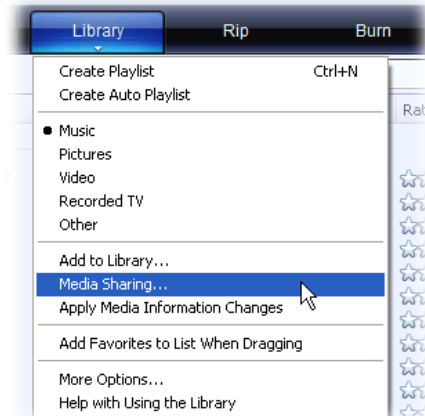 Library Rip Burn
Create Playlist Ctrl+N
Create Auto Playlist
Rat
Music
Pictures
Video
Recorded TV
Other
Add to Library...
Media Sharing...
Apply Media Information Changes
Add Favorites to List When Dragging
More Options...
Help with Using the Library